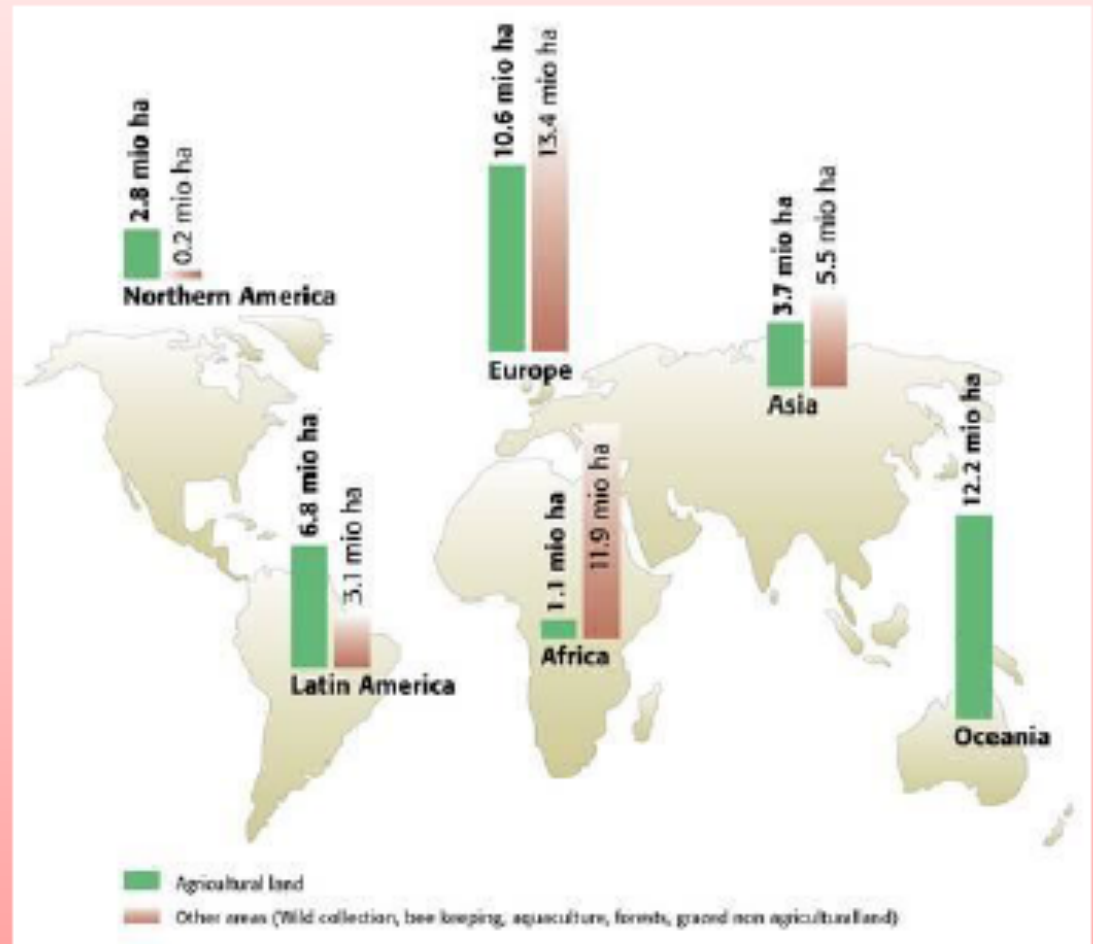 2.8 mio ha
0.2 mio ha
Northern America
10.6 mio ha
13.4 mio ha
Europe
3.7 mio ha
5.5 mio ha
Asia
6.8 mio ha
3.1 mio ha
Latin America
1.1 mio ha
11.9 mio ha
Africa
12.2 mio ha
Oceania
Agricultural land
Other areas (Wild collection, bee keeping, aquaculture, forests, grazed non agricultural land)